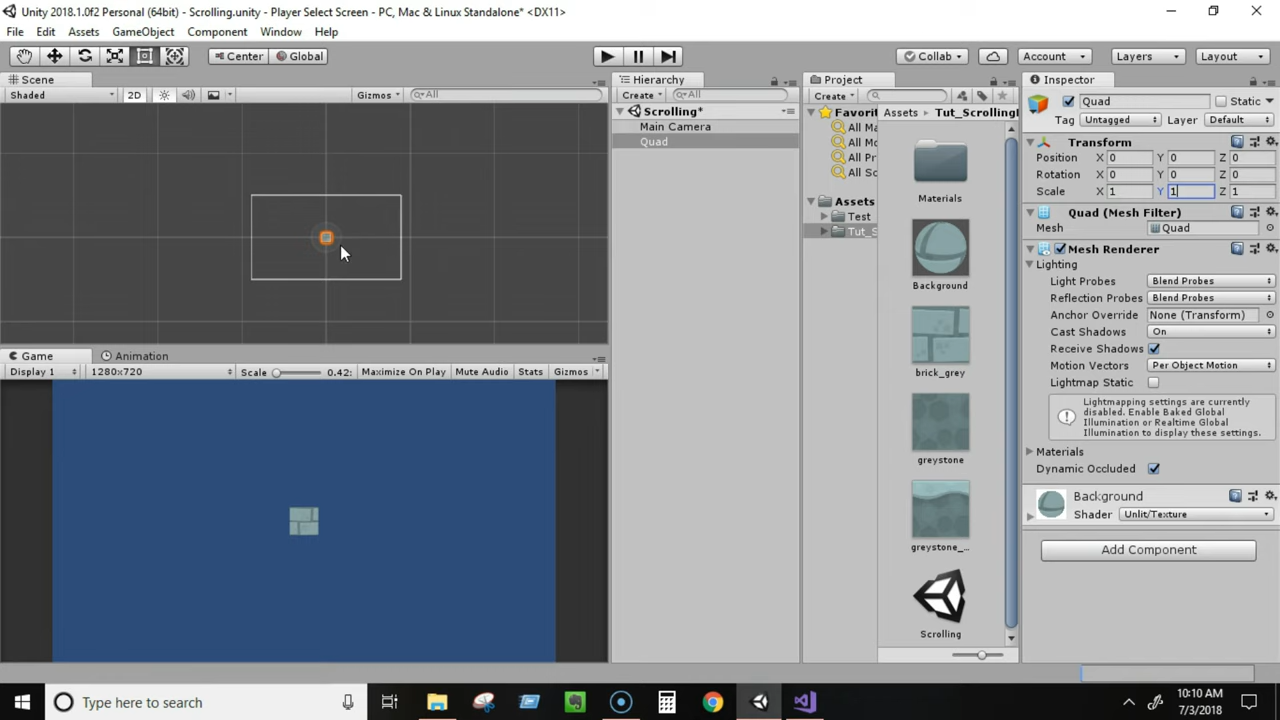 Unity 2018.1.0f2 Personal (64bit) - Scrolling.unity - Player Select Screen - PC, Mac & Linux Standalone* <DX11>
File Edit Assets GameObject Component Window Help
Center Global Collab Account Layers Layout
Scene
Shaded 2D Gizmos All
Game Animation
Display 1 1280x720 Scale 0.42 Maximize On Play Mute Audio Stats Gizmos
Hierarchy
Create All
Scrolling*
Main Camera
Quad
Project
Create
Favorit
All Ma
All Mo
All Pr
All Sc
Assets
Test
Tut_S
Assets Tut_Scrolling
Materials
Background
brick_grey
greystone
greystone_...
Scrolling
Inspector
Quad Static
Tag Untagged Layer Default
Transform
Position X 0 Y 0 Z 0
Rotation X 0 Y 0 Z 0
Scale X 1 Y 1 Z 1
Quad (Mesh Filter)
Mesh Quad
Mesh Renderer
Lighting
Light Probes Blend Probes
Reflection Probes Blend Probes
Anchor Override None (Transform)
Cast Shadows On
Receive Shadows
Motion Vectors Per Object Motion
Lightmap Static
Lightmapping settings are currently
disabled. Enable Baked Global
Illumination or Realtime Global
Illumination to display these settings.
Materials
Dynamic Occluded
Background
Shader Unlit/Texture
Add Component
Type here to search
10:10 AM
7/3/2018